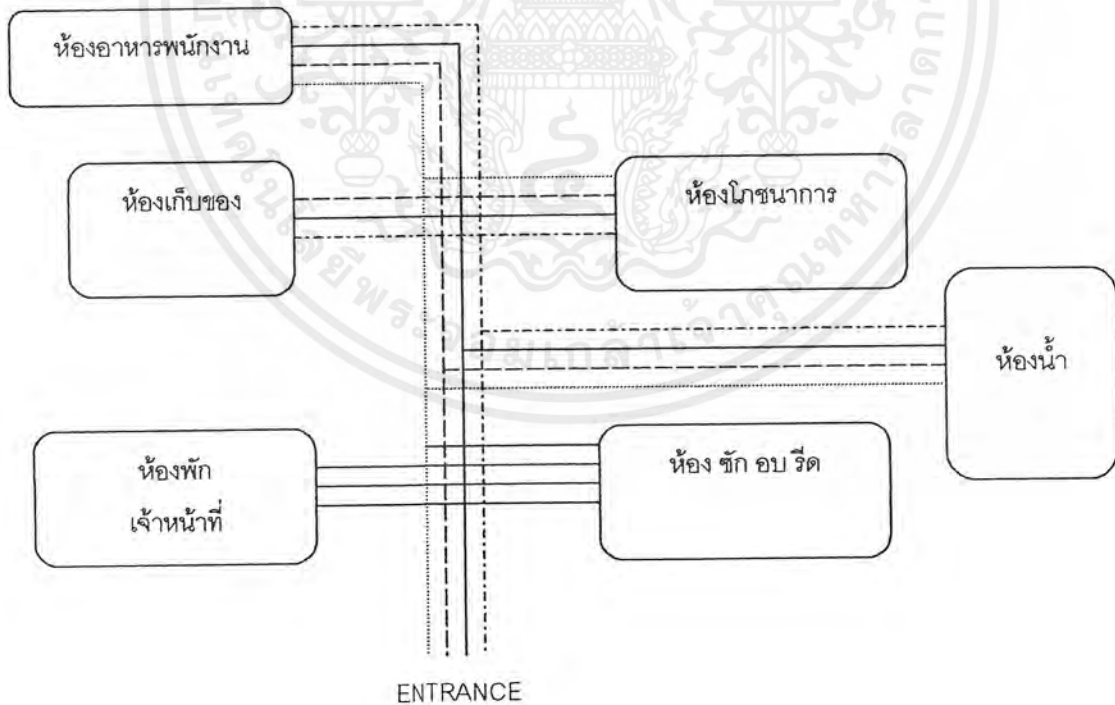 ห้องอาหารพนักงาน
ห้องเก็บของ
ห้องโภชนาการ
ห้องน้ำ
ห้องพัก
เจ้าหน้าที่
ห้อง ซัก อบ รีด
ENTRANCE